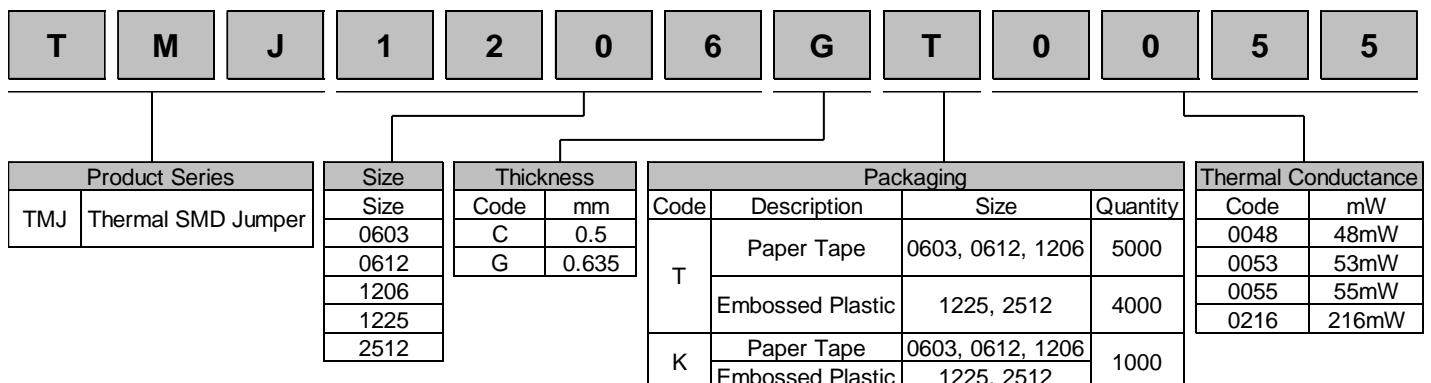 T M J 1 2 0 6 G T 0 0 5 5
Product Series
TMJ Thermal SMD Jumper
Size
Size
0603
0612
1206
1225
2512
Thickness
Code mm
C 0.5
G 0.635
Packaging
Code Description Size Quantity
T Paper Tape 0603, 0612, 1206 5000
Embossed Plastic 1225, 2512 4000
K Paper Tape 0603, 0612, 1206 1000
Embossed Plastic 1225, 2512
Thermal Conductance
Code mW
0048 48mW
0053 53mW
0055 55mW
0216 216mW